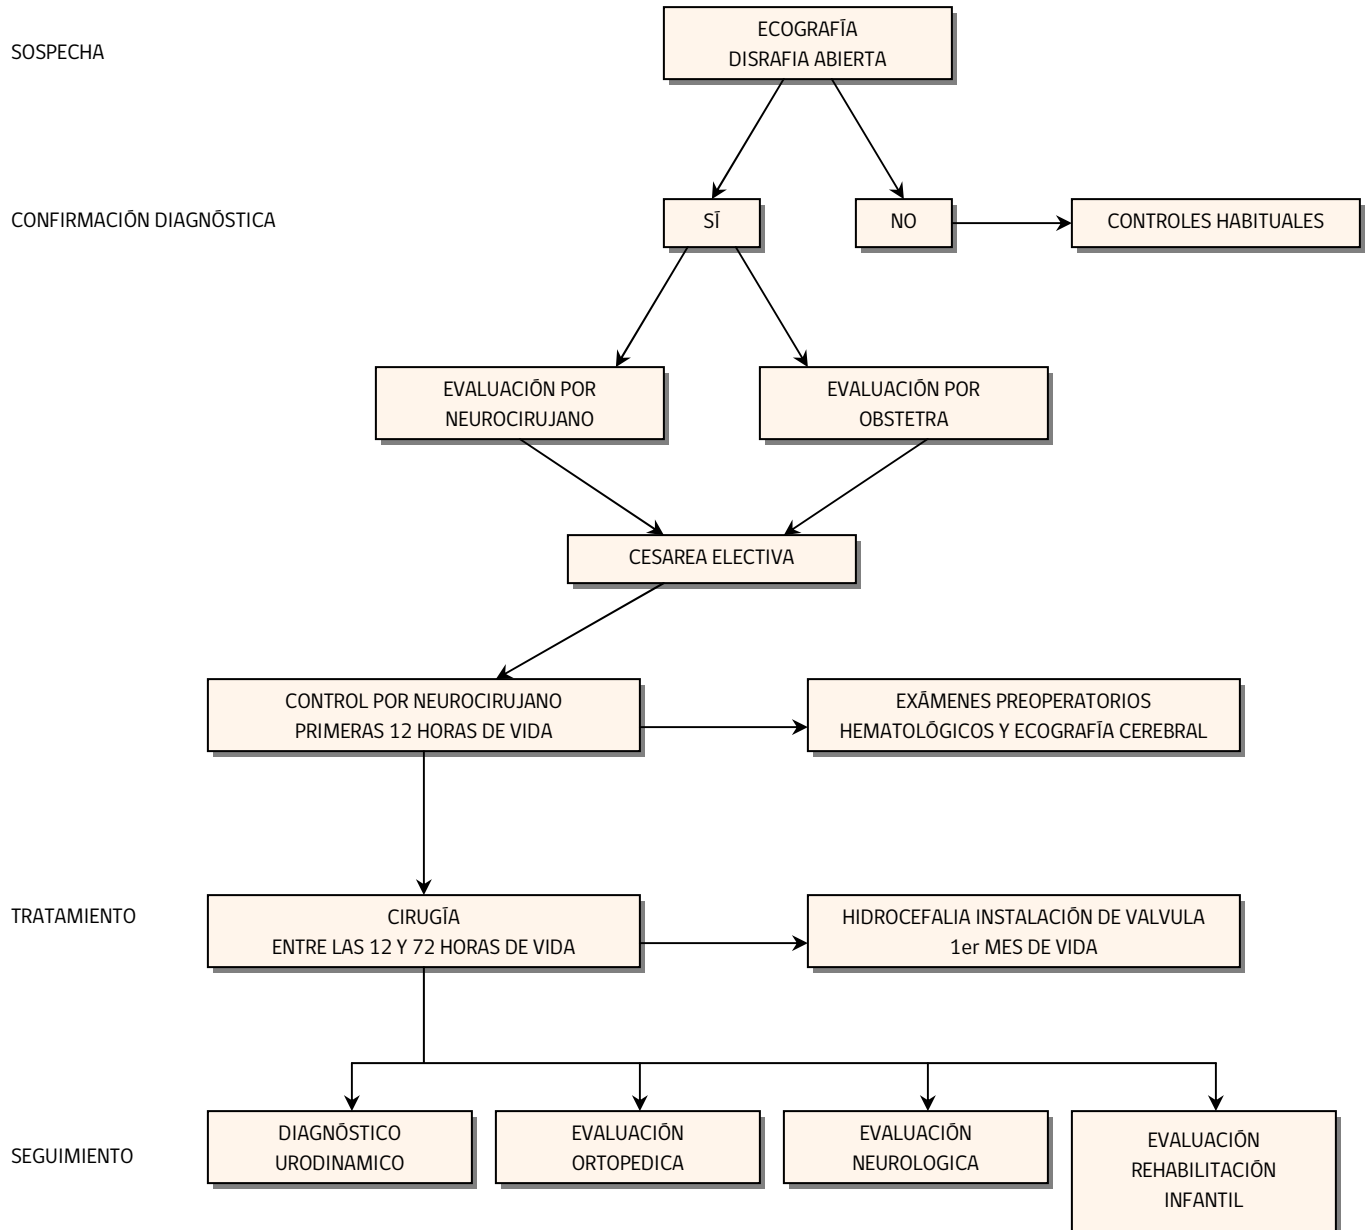 SOSPECHA
ECOGRAFÍA
DISRAFIA ABIERTA
CONFIRMACIÓN DIAGNÓSTICA
SÍ
NO
CONTROLES HABITUALES
EVALUACIÓN POR
NEUROCIRUJANO
EVALUACIÓN POR
OBSTETRA
CESAREA ELECTIVA
CONTROL POR NEUROCIRUJANO
PRIMERAS 12 HORAS DE VIDA
EXÁMENES PREOPERATORIOS
HEMATOLÓGICOS Y ECOGRAFÍA CEREBRAL
TRATAMIENTO
CIRUGÍA
ENTRE LAS 12 Y 72 HORAS DE VIDA
HIDROCEFALIA INSTALACIÓN DE VALVULA
1er MES DE VIDA
SEGUIMIENTO
DIAGNÓSTICO
URODINAMICO
EVALUACIÓN
ORTOPEDICA
EVALUACIÓN
NEUROLOGICA
EVALUACIÓN
REHABILITACIÓN
INFANTIL